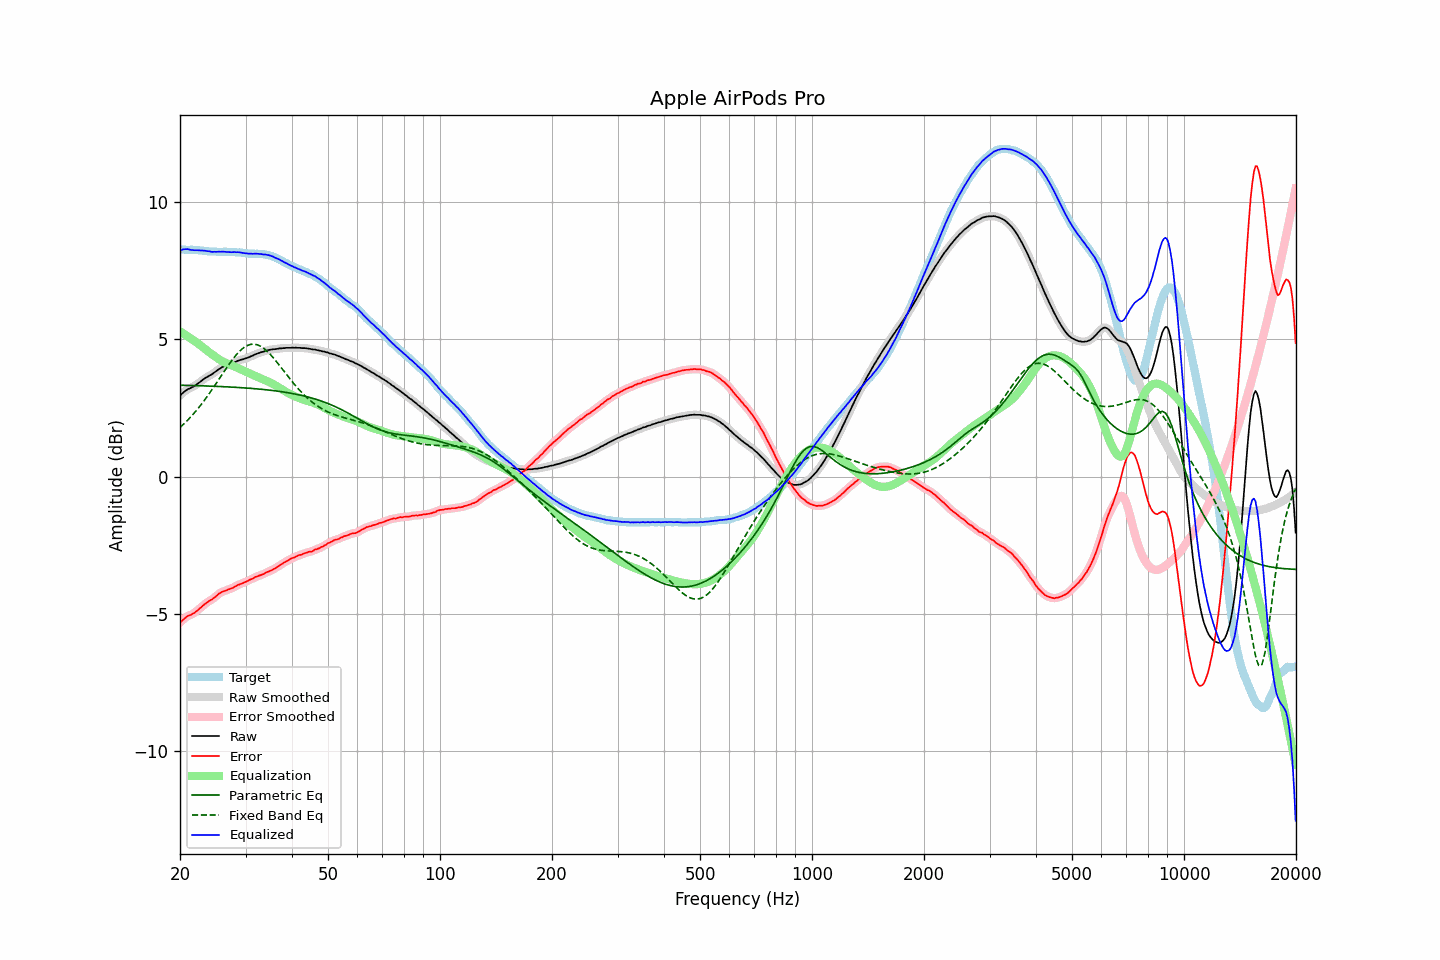 Apple AirPods Pro
Amplitude (dBr)
10
5
0
−5
−10
Target
Raw Smoothed
Error Smoothed
Raw
Error
Equalization
Parametric Eq
Fixed Band Eq
Equalized
20
50
100
200
500
1000
2000
5000
10000
20000
Frequency (Hz)